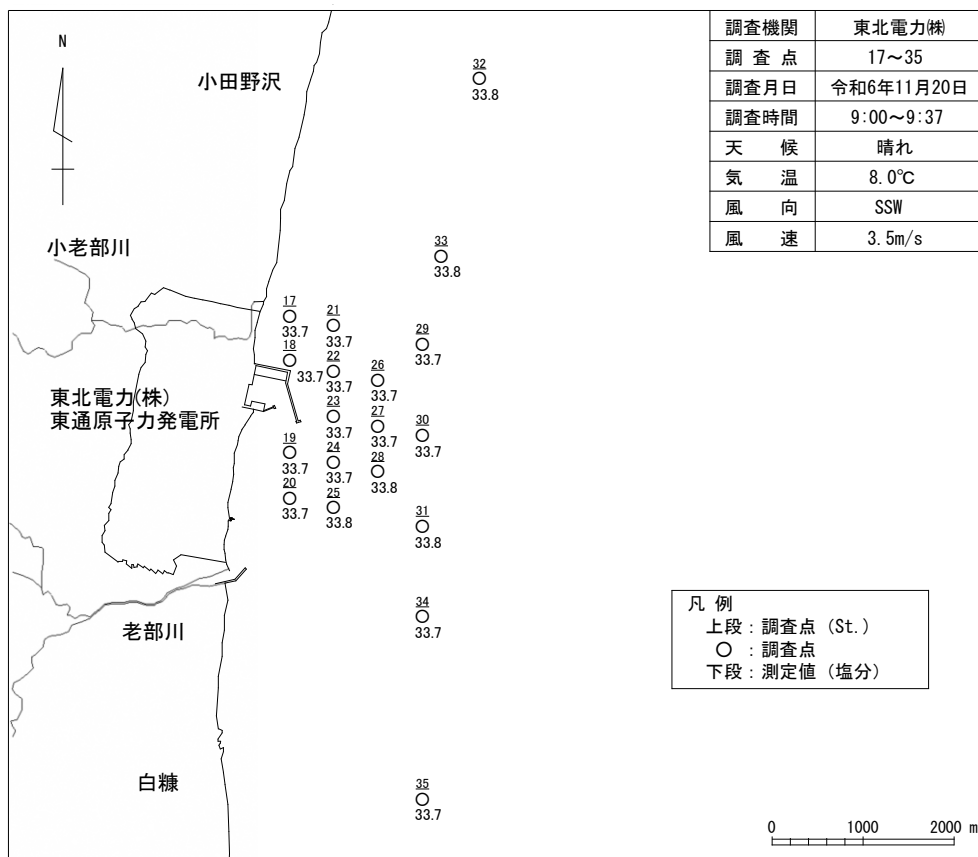 調査機関 東北電力㈱
調査点 17～35
調査月日 令和6年11月20日
調査時間 9:00～9:37
天候 晴れ
気温 8.0℃
風向 SSW
風速 3.5m/s
N
小田野沢
32
33.8
小老部川
33
33.8
17
33.7
21
33.7
18
33.7
29
33.7
22
33.7
26
33.7
東北電力(株)
東通原子力発電所
23
33.7
27
33.7
30
33.7
19
33.7
24
33.7
28
33.8
20
33.7
25
33.8
31
33.8
34
33.7
老部川
凡 例
上段：調査点 (St.)
○ ：調査点
下段：測定値 (塩分)
白糠
35
33.7
0 1000 2000 m